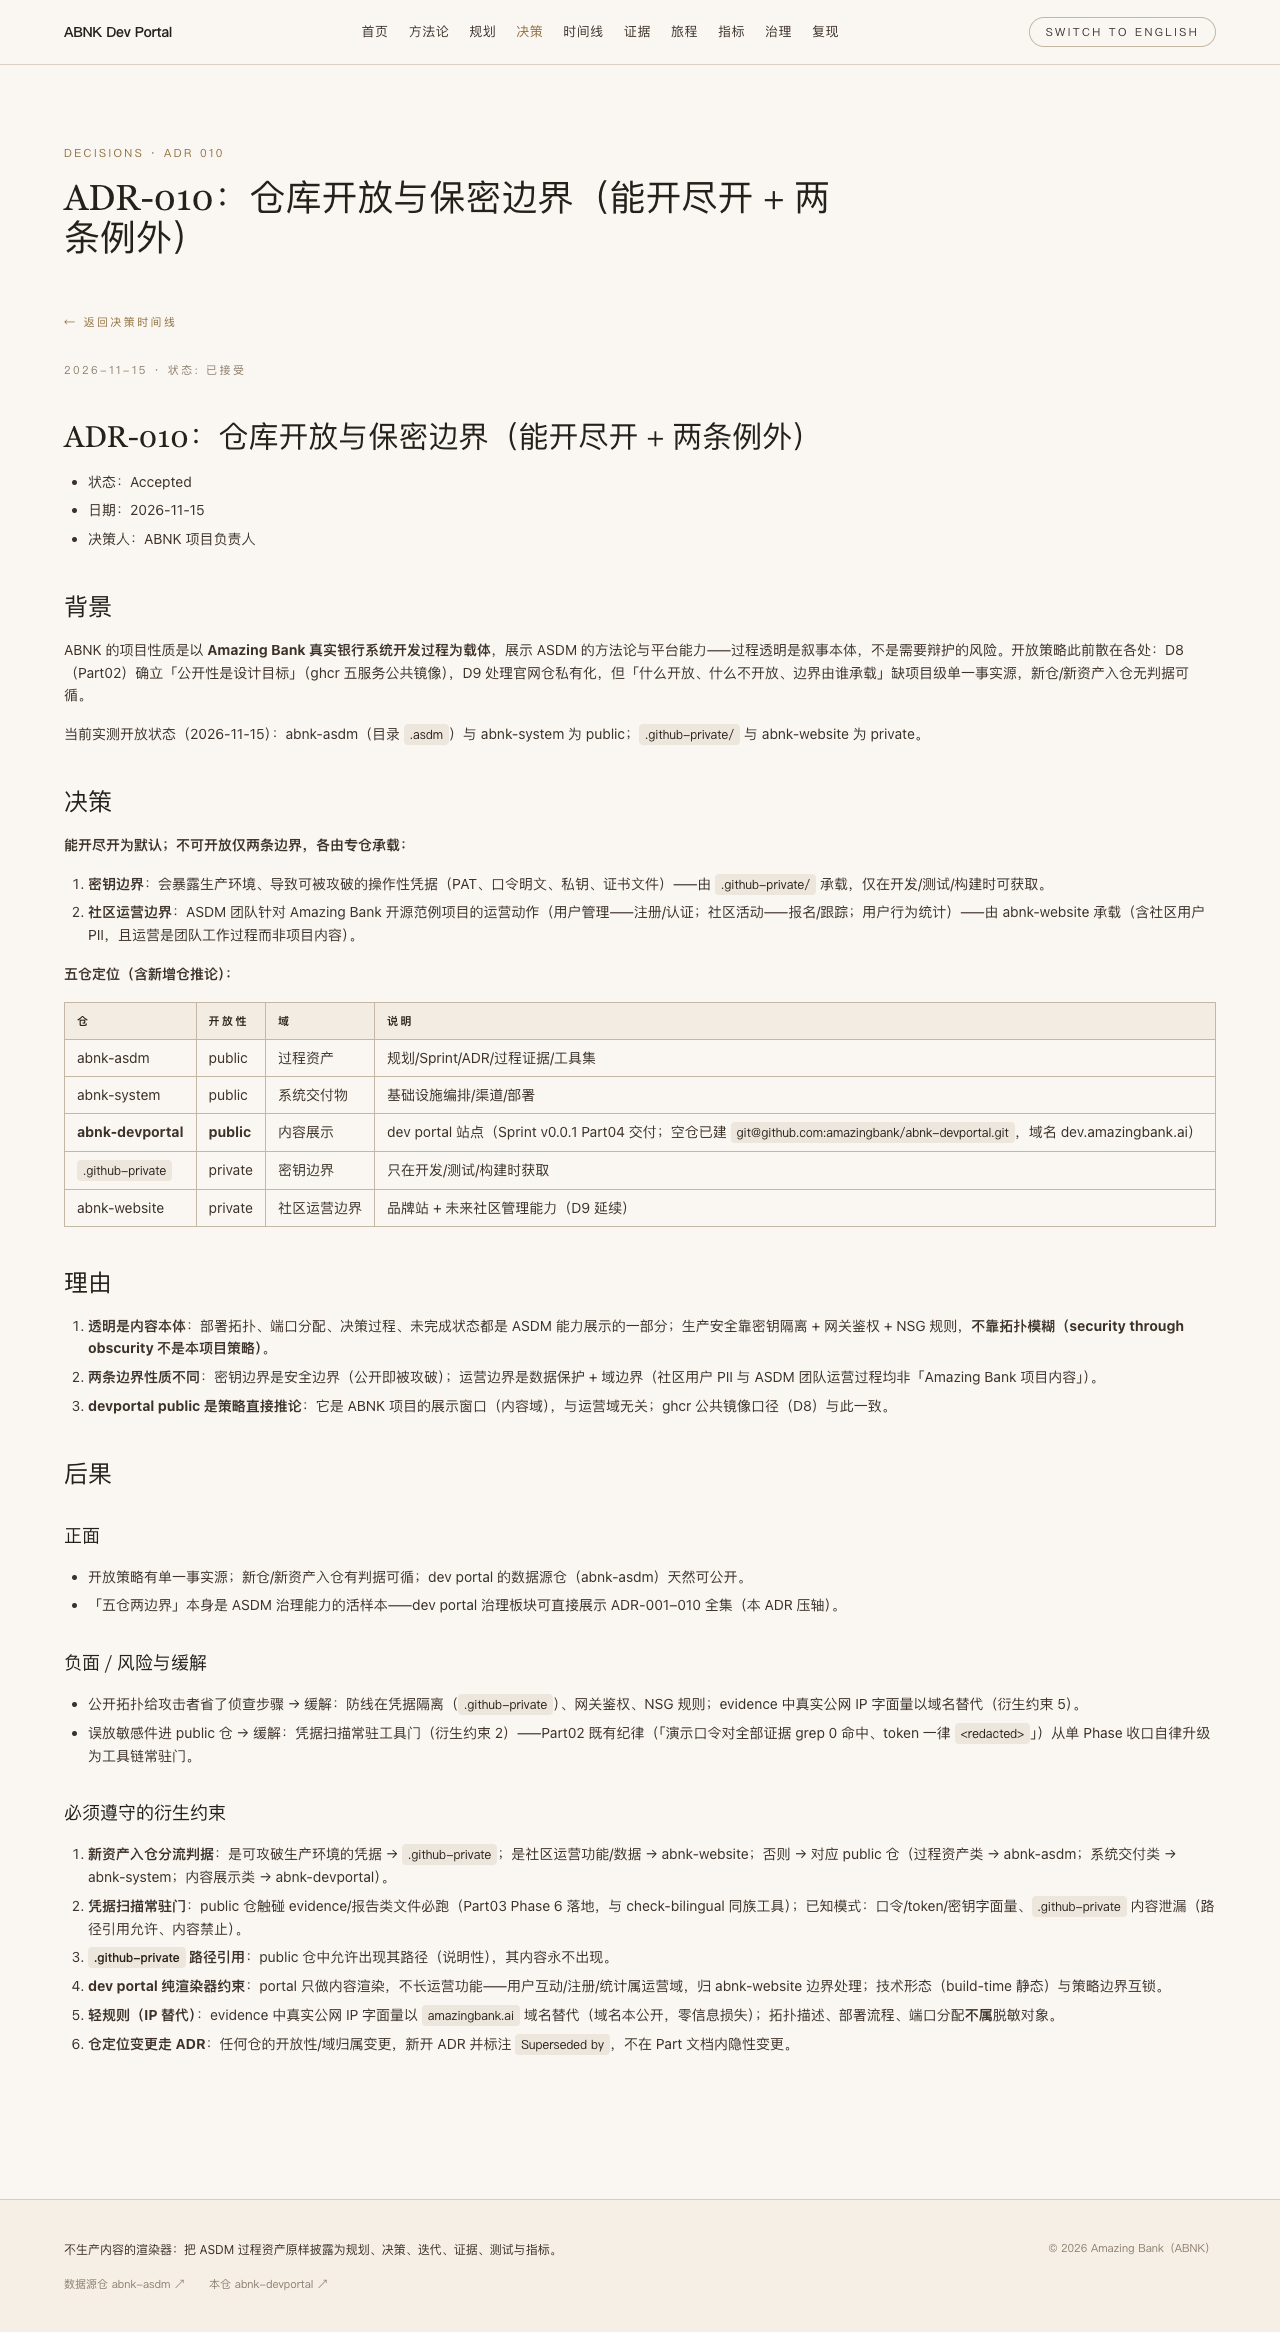 ABNK Dev Portal
首页 方法论 规划 决策 时间线 证据 旅程 指标 治理 复现
SWITCH TO ENGLISH
DECISIONS · ADR 010
ADR-010：仓库开放与保密边界（能开尽开 + 两
条例外）
← 返回决策时间线
2026-11-15 · 状态: 已接受
ADR-010：仓库开放与保密边界（能开尽开 + 两条例外）
• 状态：Accepted
• 日期：2026-11-15
• 决策人：ABNK 项目负责人
背景
ABNK 的项目性质是以 Amazing Bank 真实银行系统开发过程为载体，展示 ASDM 的方法论与平台能力——过程透明是叙事本体，不是需要辩护的风险。开放策略此前散在各处：D8
（Part02）确立「公开性是设计目标」（ghcr 五服务公共镜像），D9 处理官网仓私有化，但「什么开放、什么不开放、边界由谁承载」缺项目级单一事实源，新仓/新资产入仓无判据可
循。
当前实测开放状态（2026-11-15）：abnk-asdm（目录 .asdm）与 abnk-system 为 public；.github-private/ 与 abnk-website 为 private。
决策
能开尽开为默认；不可开放仅两条边界，各由专仓承载：
1. 密钥边界：会暴露生产环境、导致可被攻破的操作性凭据（PAT、口令明文、私钥、证书文件）——由 .github-private/ 承载，仅在开发/测试/构建时可获取。
2. 社区运营边界：ASDM 团队针对 Amazing Bank 开源范例项目的运营动作（用户管理——注册/认证；社区活动——报名/跟踪；用户行为统计）——由 abnk-website 承载（含社区用户
PII，且运营是团队工作过程而非项目内容）。
五仓定位（含新增仓推论）：
仓 开放性 域 说明
abnk-asdm public 过程资产 规划/Sprint/ADR/过程证据/工具集
abnk-system public 系统交付物 基础设施编排/渠道/部署
abnk-devportal public 内容展示 dev portal 站点（Sprint v0.0.1 Part04 交付；空仓已建 git@github.com:amazingbank/abnk-devportal.git，域名 dev.amazingbank.ai）
.github-private private 密钥边界 只在开发/测试/构建时获取
abnk-website private 社区运营边界 品牌站 + 未来社区管理能力（D9 延续）
理由
1. 透明是内容本体：部署拓扑、端口分配、决策过程、未完成状态都是 ASDM 能力展示的一部分；生产安全靠密钥隔离 + 网关鉴权 + NSG 规则，不靠拓扑模糊（security through
obscurity 不是本项目策略）。
2. 两条边界性质不同：密钥边界是安全边界（公开即被攻破）；运营边界是数据保护 + 域边界（社区用户 PII 与 ASDM 团队运营过程均非「Amazing Bank 项目内容」）。
3. devportal public 是策略直接推论：它是 ABNK 项目的展示窗口（内容域），与运营域无关；ghcr 公共镜像口径（D8）与此一致。
后果
正面
• 开放策略有单一事实源；新仓/新资产入仓有判据可循；dev portal 的数据源仓（abnk-asdm）天然可公开。
• 「五仓两边界」本身是 ASDM 治理能力的活样本——dev portal 治理板块可直接展示 ADR-001–010 全集（本 ADR 压轴）。
负面 / 风险与缓解
• 公开拓扑给攻击者省了侦查步骤 → 缓解：防线在凭据隔离（.github-private）、网关鉴权、NSG 规则；evidence 中真实公网 IP 字面量以域名替代（衍生约束 5）。
• 误放敏感件进 public 仓 → 缓解：凭据扫描常驻工具门（衍生约束 2）——Part02 既有纪律（「演示口令对全部证据 grep 0 命中、token 一律 <redacted>」）从单 Phase 收口自律升级
为工具链常驻门。
必须遵守的衍生约束
1. 新资产入仓分流判据：是可攻破生产环境的凭据 → .github-private；是社区运营功能/数据 → abnk-website；否则 → 对应 public 仓（过程资产类 → abnk-asdm；系统交付类 →
abnk-system；内容展示类 → abnk-devportal）。
2. 凭据扫描常驻门：public 仓触碰 evidence/报告类文件必跑（Part03 Phase 6 落地，与 check-bilingual 同族工具）；已知模式：口令/token/密钥字面量、.github-private 内容泄漏（路
径引用允许、内容禁止）。
3. .github-private 路径引用：public 仓中允许出现其路径（说明性），其内容永不出现。
4. dev portal 纯渲染器约束：portal 只做内容渲染，不长运营功能——用户互动/注册/统计属运营域，归 abnk-website 边界处理；技术形态（build-time 静态）与策略边界互锁。
5. 轻规则（IP 替代）：evidence 中真实公网 IP 字面量以 amazingbank.ai 域名替代（域名本公开，零信息损失）；拓扑描述、部署流程、端口分配不属脱敏对象。
6. 仓定位变更走 ADR：任何仓的开放性/域归属变更，新开 ADR 并标注 Superseded by，不在 Part 文档内隐性变更。
不生产内容的渲染器：把 ASDM 过程资产原样披露为规划、决策、迭代、证据、测试与指标。
© 2026 Amazing Bank（ABNK）
数据源仓 abnk-asdm ↗ 本仓 abnk-devportal ↗